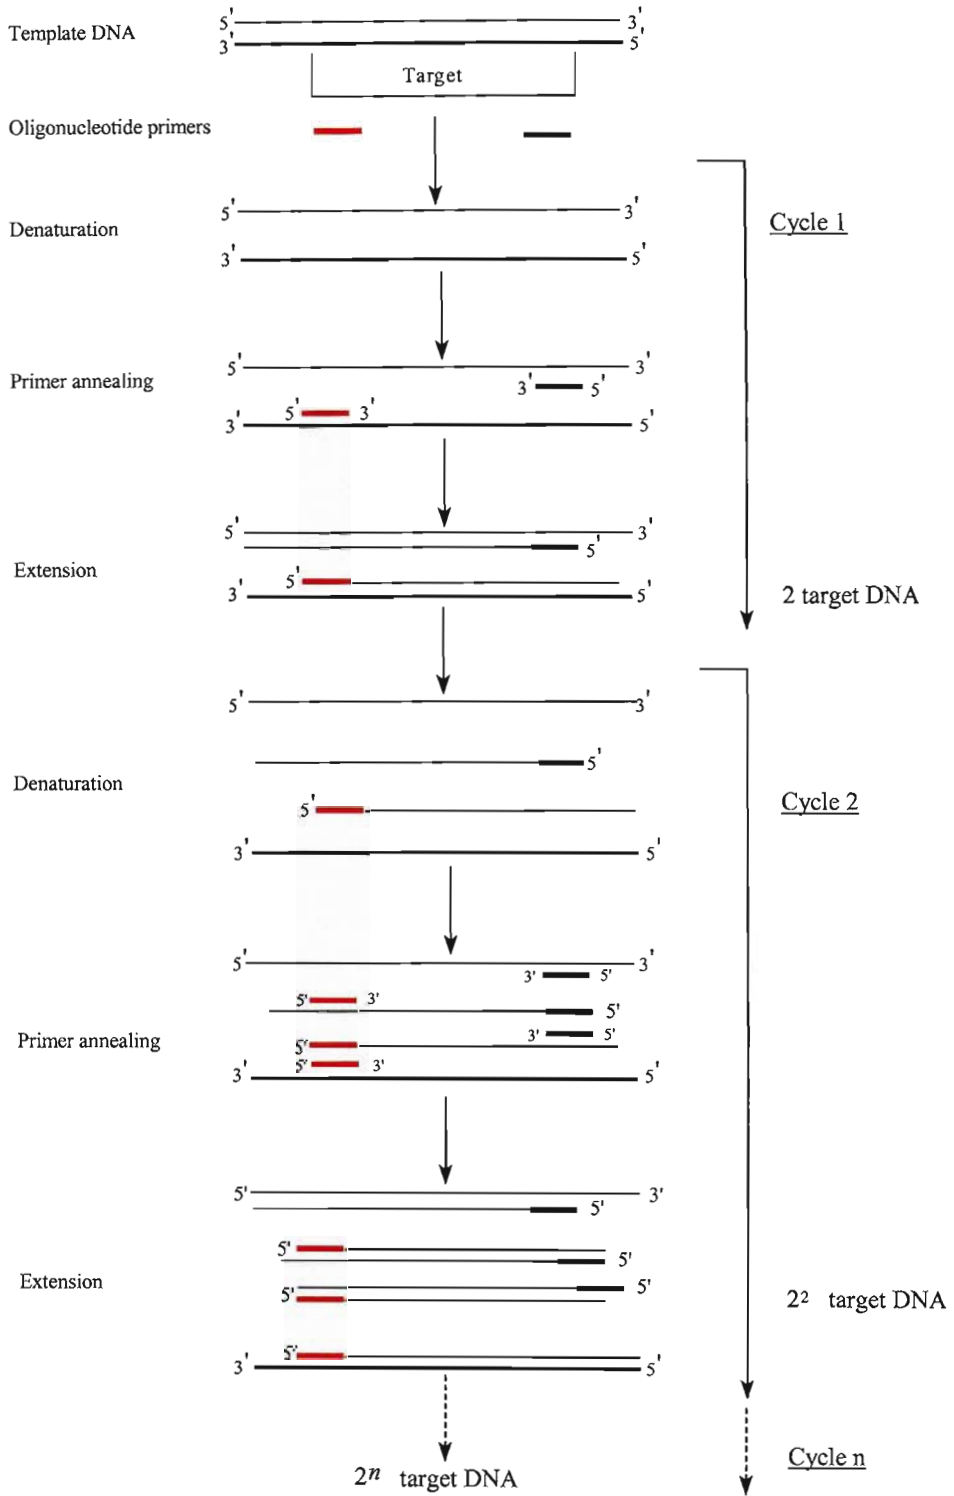 5' 3'
Template DNA
3' 5'
Target
Oligonucleotide primers
5' 3'
Cycle 1
Denaturation
3' 5'
5' 3'
Primer annealing
3' 5'
5' 3'
3' 5'
5' 3'
5'
Extension
5'
3' 5'
2 target DNA
5' 3'
5'
Denaturation
5'
Cycle 2
3' 5'
5' 3'
3' 5'
5' 3'
5'
3' 5'
Primer annealing
5'
5' 3'
3' 5'
5' 3'
5'
5'
5'
Extension
5'
5'
2² target DNA
5'
3' 5'
Cycle n
2ⁿ target DNA